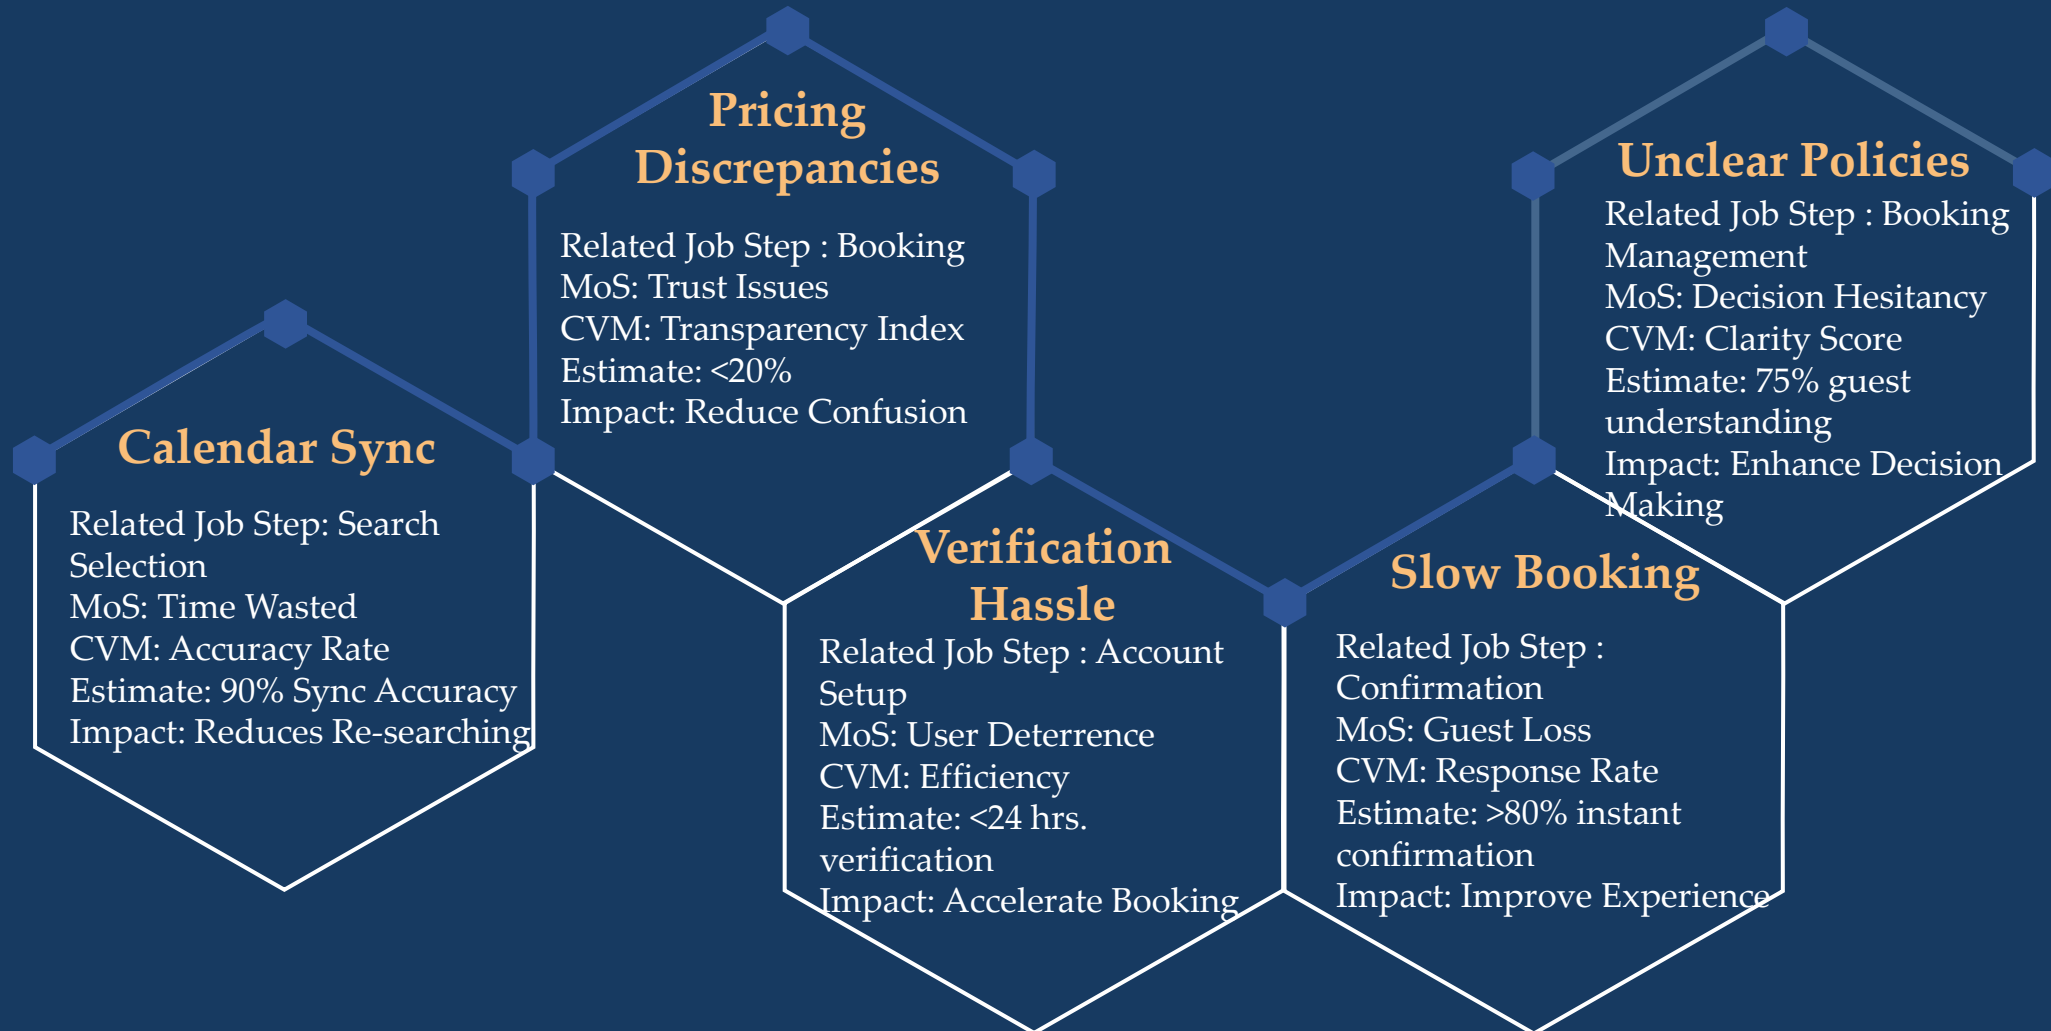 Calendar Sync
Related Job Step: Search
Selection
MoS: Time Wasted
CVM: Accuracy Rate
Estimate: 90% Sync Accuracy
Impact: Reduces Re-searching
Pricing
Discrepancies
Related Job Step : Booking
MoS: Trust Issues
CVM: Transparency Index
Estimate: <20%
Impact: Reduce Confusion
Verification
Hassle
Related Job Step : Account
Setup
MoS: User Deterrence
CVM: Efficiency
Estimate: <24 hrs.
verification
Impact: Accelerate Booking
Slow Booking
Related Job Step :
Confirmation
MoS: Guest Loss
CVM: Response Rate
Estimate: >80% instant
confirmation
Impact: Improve Experience
Unclear Policies
Related Job Step : Booking
Management
MoS: Decision Hesitancy
CVM: Clarity Score
Estimate: 75% guest
understanding
Impact: Enhance Decision
Making